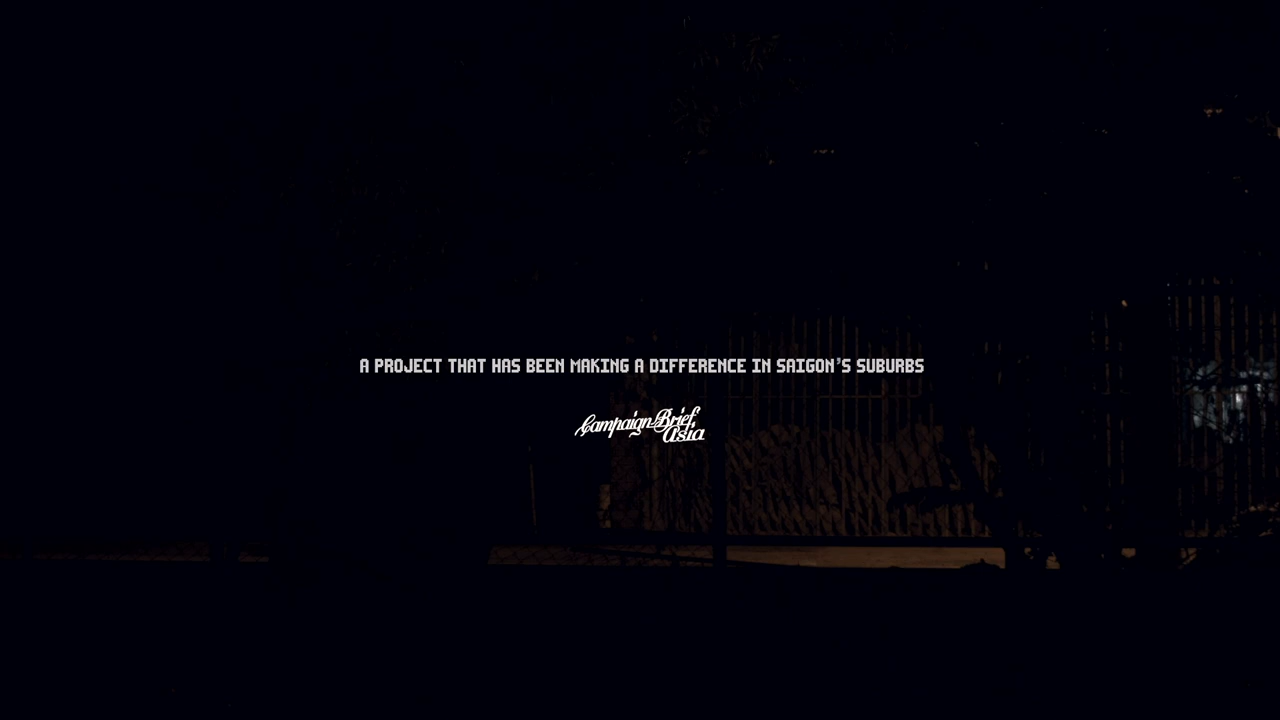 A PROJECT THAT HAS BEEN MAKING A DIFFERENCE IN SAIGON'S SUBURBS
Campaign Brief
Asia